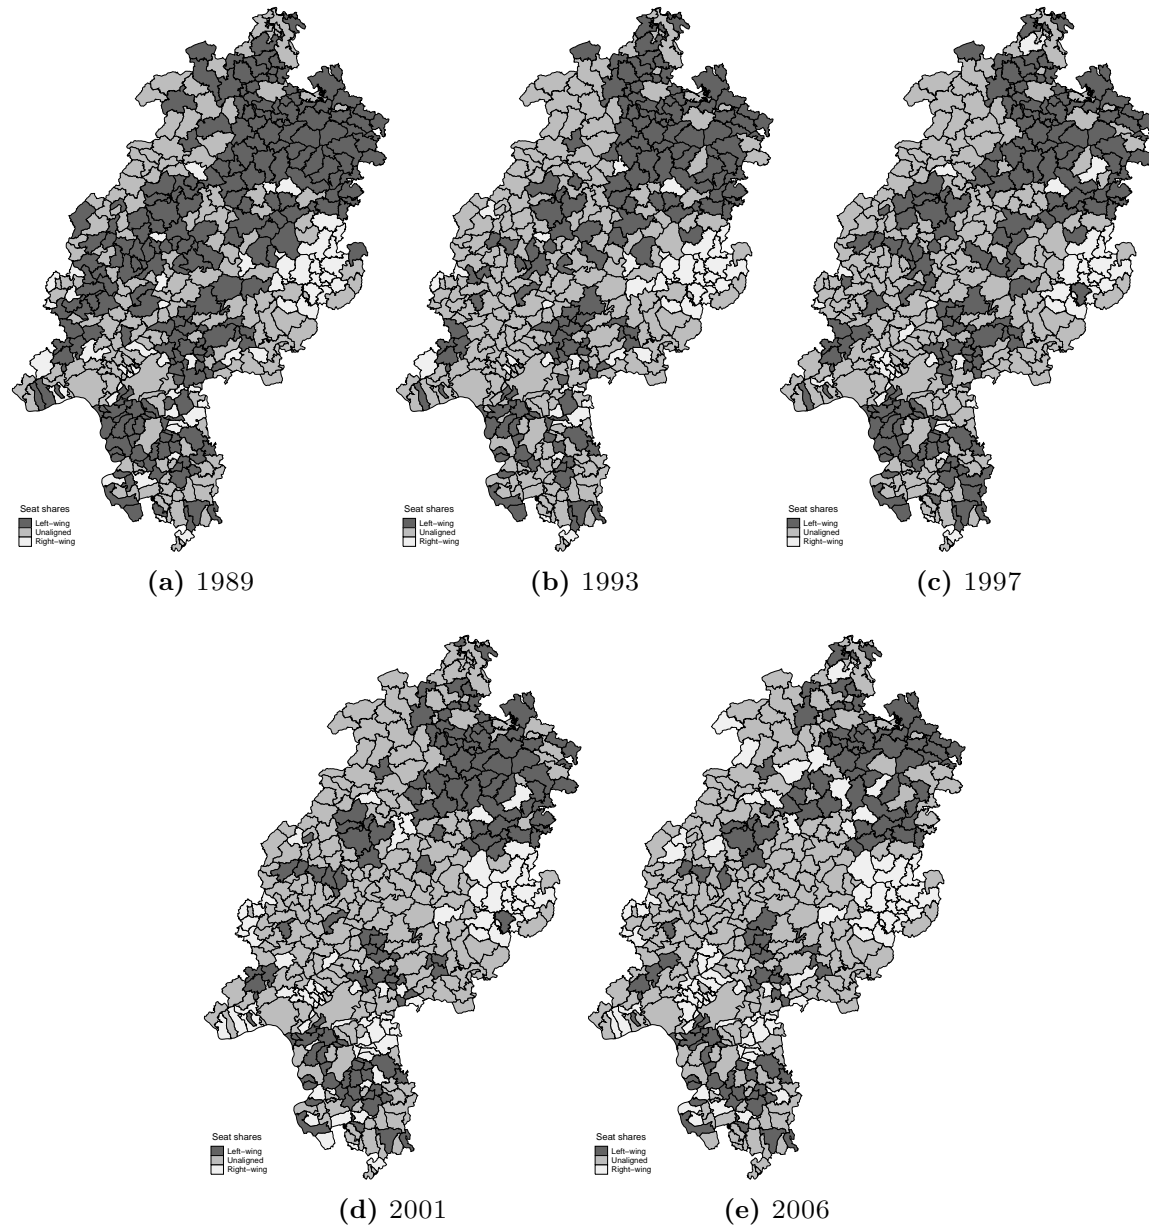 Seat shares
Left−wing
Unaligned
Right−wing
(a) 1989
Seat shares
Left−wing
Unaligned
Right−wing
(b) 1993
Seat shares
Left−wing
Unaligned
Right−wing
(c) 1997
Seat shares
Left−wing
Unaligned
Right−wing
(d) 2001
Seat shares
Left−wing
Unaligned
Right−wing
(e) 2006